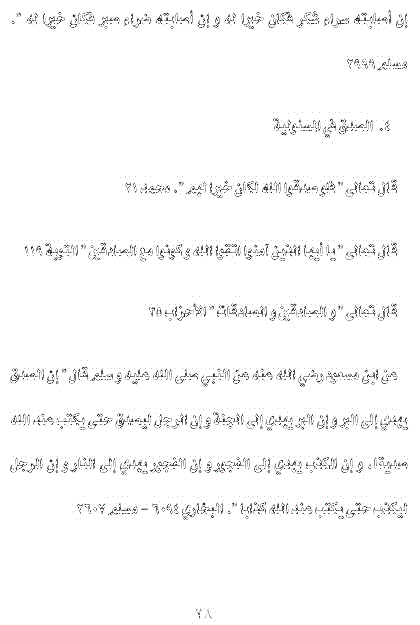 إن أصابته سراء شكر فكان خيرا له و إن أصابته ضراء صبر فكان خيرا له ".
مسلم ٢٩٩٩
٤. الصدق في المسئولية
قال تعالى " فلو صدقوا الله لكان خيرا لهم ". محمد ٢١
قال تعالى " يا أيها الذين آمنوا اتقوا الله و كونوا مع الصادقين " التوبة ١١٩
قال تعالى " و الصادقين و الصادقات " الأحزاب ٣٥
عن ابن مسعود رضي الله عنه عن النبي صلى الله عليه و سلم قال " إن الصدق
يهدي إلى البر و إن البر يهدي إلى الجنة و إن الرجل ليصدق حتى يكتب عند الله
صديقا . و إن الكذب يهدي إلى الفجور و إن الفجور يهدي إلى النار و إن الرجل
ليكذب حتى يكتب عند الله كذابا ". البخاري ٦٠٩٤ – مسلم ٢٦٠٧
٢٨